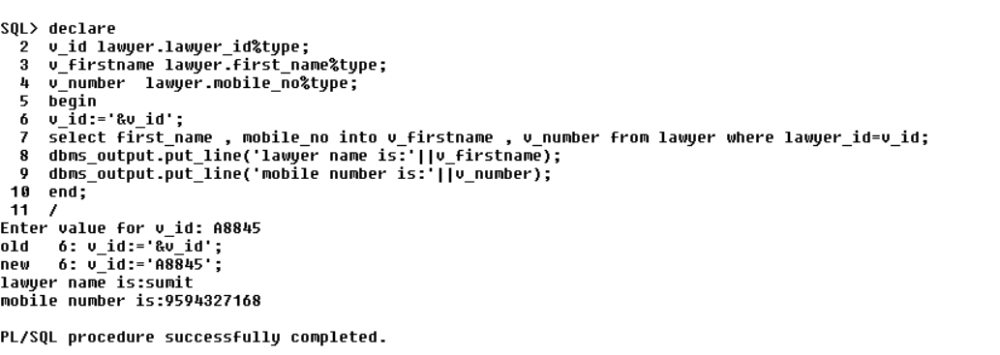 SQL> declare
2 v_id lawyer.lawyer_id%type;
3 v_firstname lawyer.first_name%type;
4 v_number lawyer.mobile_no%type;
5 begin
6 v_id:='&v_id';
7 select first_name , mobile_no into v_firstname , v_number from lawyer where lawyer_id=v_id;
8 dbms_output.put_line('lawyer name is:'||v_firstname);
9 dbms_output.put_line('mobile number is:'||v_number);
10 end;
11 /
Enter value for v_id: A8845
old 6: v_id:='&v_id';
new 6: v_id:='A8845';
lawyer name is:sumit
mobile number is:9594327168
PL/SQL procedure successfully completed.